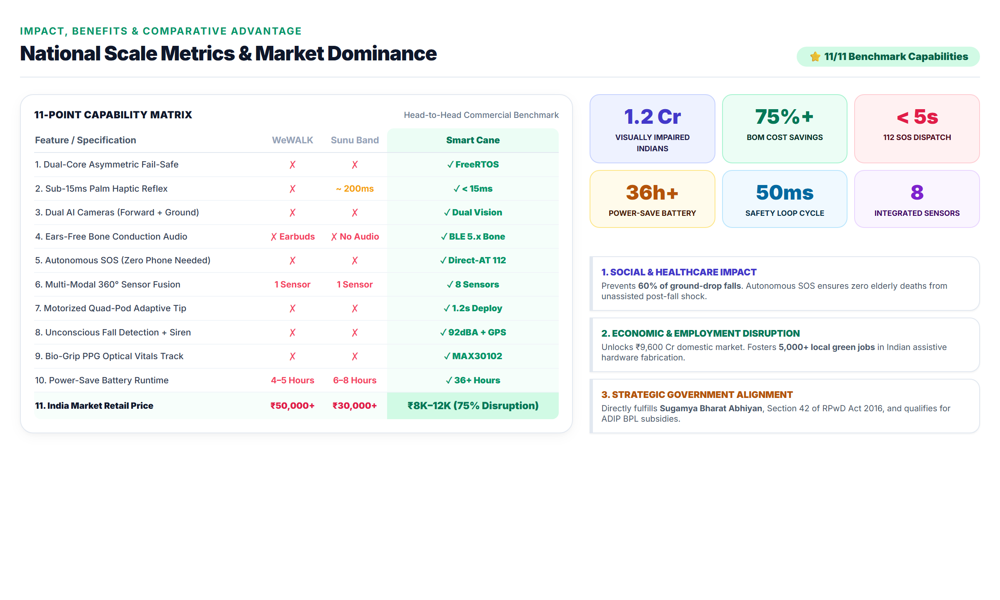 IMPACT, BENEFITS & COMPARATIVE ADVANTAGE
National Scale Metrics & Market Dominance
⭐ 11/11 Benchmark Capabilities
11-POINT CAPABILITY MATRIX
Head-to-Head Commercial Benchmark
Feature / Specification WeWALK Sunu Band Smart Cane
1. Dual-Core Asymmetric Fail-Safe ✗ ✗ ✓ FreeRTOS
2. Sub-15ms Palm Haptic Reflex ✗ ~ 200ms ✓ < 15ms
3. Dual AI Cameras (Forward + Ground) ✗ ✗ ✓ Dual Vision
4. Ears-Free Bone Conduction Audio ✗ Earbuds ✗ No Audio ✓ BLE 5.x Bone
5. Autonomous SOS (Zero Phone Needed) ✗ ✗ ✓ Direct-AT 112
6. Multi-Modal 360° Sensor Fusion 1 Sensor 1 Sensor ✓ 8 Sensors
7. Motorized Quad-Pod Adaptive Tip ✗ ✗ ✓ 1.2s Deploy
8. Unconscious Fall Detection + Siren ✗ ✗ ✓ 92dBA + GPS
9. Bio-Grip PPG Optical Vitals Track ✗ ✗ ✓ MAX30102
10. Power-Save Battery Runtime 4–5 Hours 6–8 Hours ✓ 36+ Hours
11. India Market Retail Price ₹50,000+ ₹30,000+ ₹8K–12K (75% Disruption)
1.2 Cr
VISUALLY IMPAIRED
INDIANS
75%+
BOM COST SAVINGS
< 5s
112 SOS DISPATCH
36h+
POWER-SAVE BATTERY
50ms
SAFETY LOOP CYCLE
8
INTEGRATED SENSORS
1. SOCIAL & HEALTHCARE IMPACT
Prevents 60% of ground-drop falls. Autonomous SOS ensures zero elderly deaths from
unassisted post-fall shock.
2. ECONOMIC & EMPLOYMENT DISRUPTION
Unlocks ₹9,600 Cr domestic market. Fosters 5,000+ local green jobs in Indian assistive
hardware fabrication.
3. STRATEGIC GOVERNMENT ALIGNMENT
Directly fulfills Sugamya Bharat Abhiyan, Section 42 of RPwD Act 2016, and qualifies for
ADIP BPL subsidies.